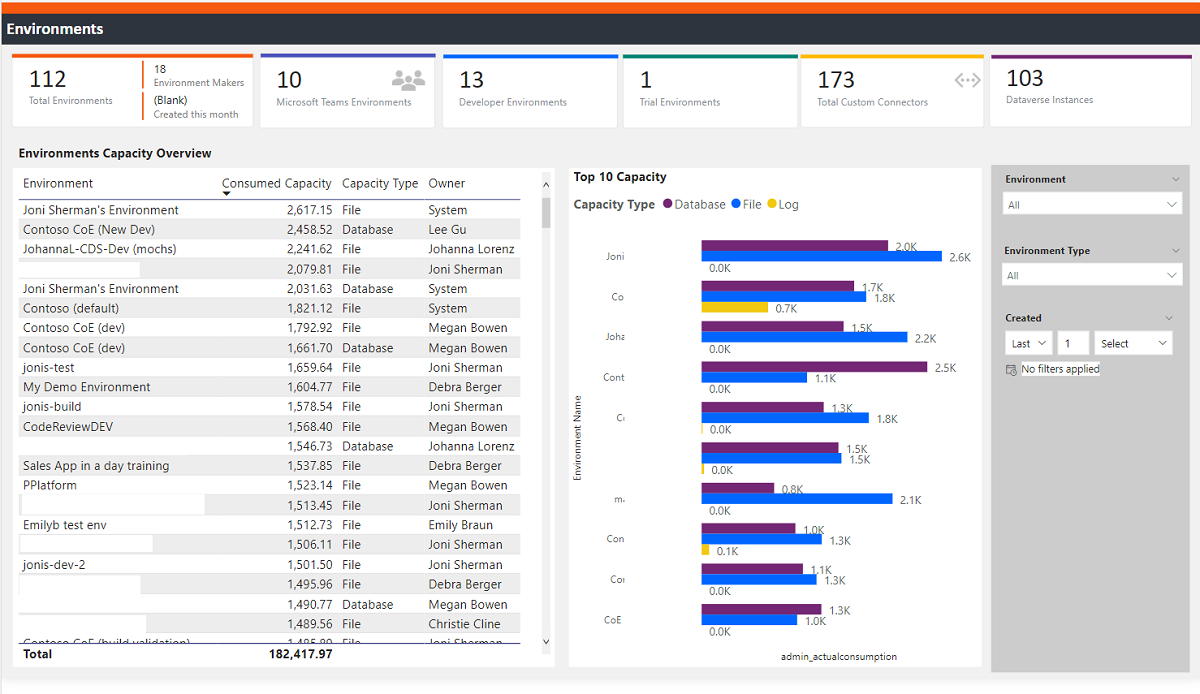 Environments
112
Total Environments
18
Environment Makers
(Blank)
Created this month
10
Microsoft Teams Environments
13
Developer Environments
1
Trial Environments
173
Total Custom Connectors
103
Dataverse Instances
Environments Capacity Overview
Environment Consumed Capacity Capacity Type Owner
Joni Sherman's Environment 2,617.15 File System
Contoso CoE (New Dev) 2,458.52 Database Lee Gu
JohannaL-CDS-Dev (mochs) 2,241.62 File Johanna Lorenz
2,079.81 File Joni Sherman
Joni Sherman's Environment 2,031.63 Database System
Contoso (default) 1,821.12 File System
Contoso CoE (dev) 1,792.92 File Megan Bowen
Contoso CoE (dev) 1,661.70 Database Megan Bowen
jonis-test 1,659.64 File Joni Sherman
My Demo Environment 1,604.77 File Debra Berger
jonis-build 1,578.54 File Joni Sherman
CodeReviewDEV 1,568.40 File Megan Bowen
1,546.73 Database Johanna Lorenz
Sales App in a day training 1,537.85 File Debra Berger
PPlatform 1,523.14 File Megan Bowen
1,513.45 File Joni Sherman
Emilyb test env 1,512.73 File Emily Braun
1,506.11 File Joni Sherman
jonis-dev-2 1,501.50 File Joni Sherman
1,495.96 File Debra Berger
1,490.77 Database Megan Bowen
1,489.56 File Christie Cline
Contoso CoE (build validation) 1,485.89 File Joni Sherman
Total 182,417.97
Top 10 Capacity
Capacity Type Database File Log
Environment Name
Joni
2.0K
2.6K
0.0K
Co
1.7K
1.8K
0.7K
Joha
1.5K
2.2K
0.0K
Cont
2.5K
1.1K
0.0K
1.3K
1.8K
0.0K
1.5K
1.5K
0.0K
m.
0.8K
2.1K
0.0K
Con
1.0K
1.3K
0.1K
Cor
1.1K
1.3K
0.0K
CoE
1.3K
1.0K
0.0K
admin_actualconsumption
Environment
All
Environment Type
All
Created
Last 1 Select
No filters applied